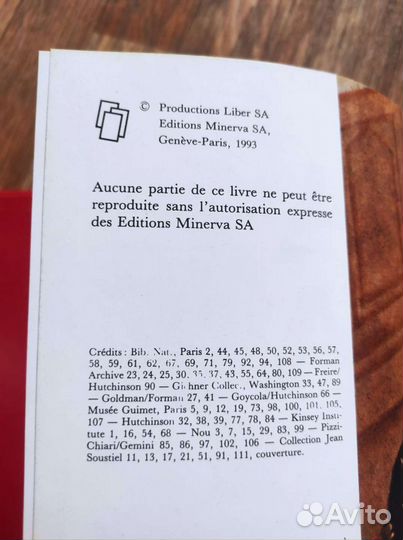 © Productions Liber SA
Editions Minerva SA,
Genève-Paris, 1993
Aucune partie de ce livre ne peut être
reproduite sans l'autorisation expresse
des Editions Minerva SA
Crédits : Bib. Nat., Paris 2, 44, 45, 48, 50, 52, 53, 56, 57,
58, 59, 61, 62, 67, 69, 71, 79, 92, 94, 108 — Forman
Archive 23, 24, 25, 30, 35, 37, 43, 55, 64, 80, 109 — Freire/
Hutchinson 90 — Gichner Collec., Washington 33, 47, 89
— Goldman/Forman 27, 41 — Goycola/Hutchinson 66 —
Musée Guimet, Paris 5, 9, 12, 19, 73, 98, 100, 101, 105,
107 — Hutchinson 32, 38, 39, 77, 78, 84 — Kinsey Insti-
tute 1, 16, 54, 68 — Nou 3, 7, 15, 29, 83, 99 — Pizzi-
Chiari/Gemini 85, 86, 97, 102, 106 — Collection Jean
Soustiel 11, 13, 17, 21, 51, 91, 111, couverture.
Avito